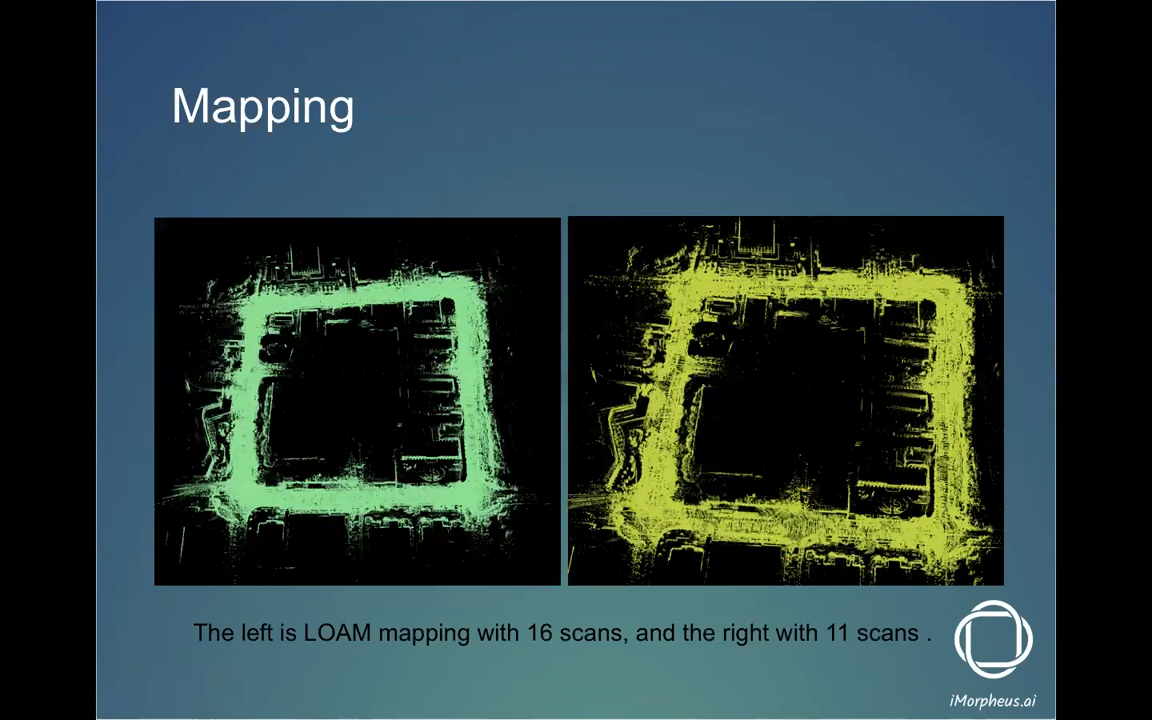 Mapping
The left is LOAM mapping with 16 scans, and the right with 11 scans .
iMorpheus.ai